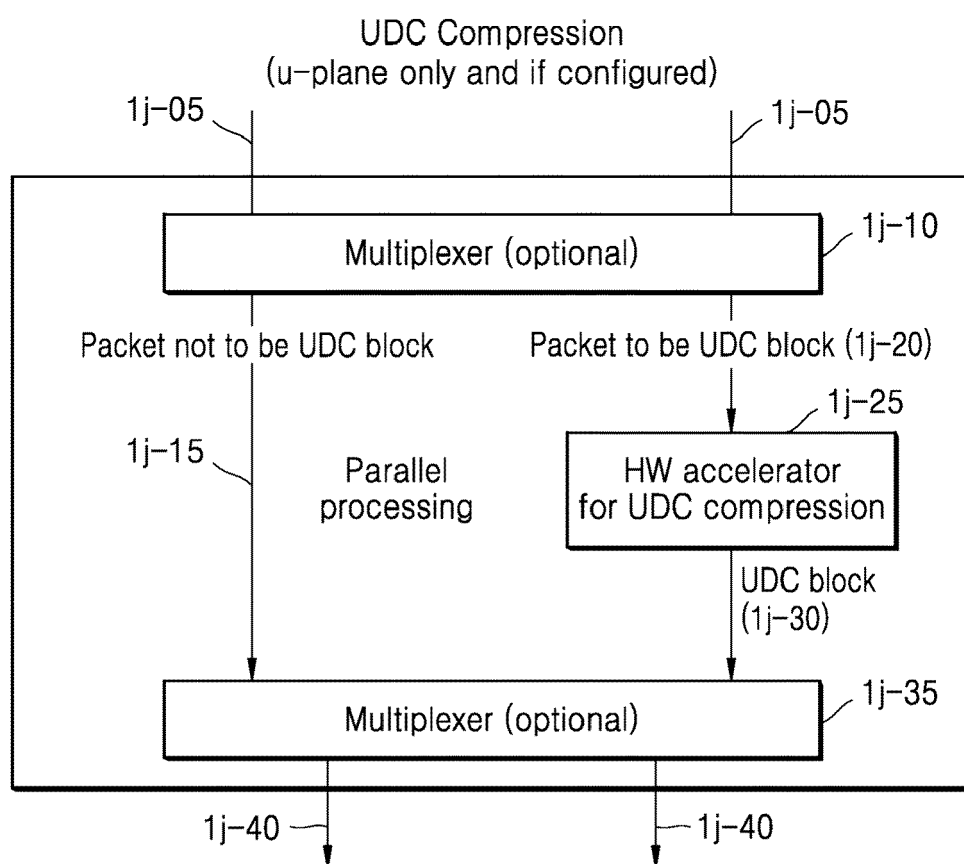 UDC Compression
(u-plane only and if configured)
1j-05
1j-05
1j-10
Multiplexer (optional)
Packet not to be UDC block
Packet to be UDC block (1j-20)
1j-25
1j-15
Parallel
processing
HW accelerator
for UDC compression
UDC block
(1j-30)
1j-35
Multiplexer (optional)
1j-40
1j-40